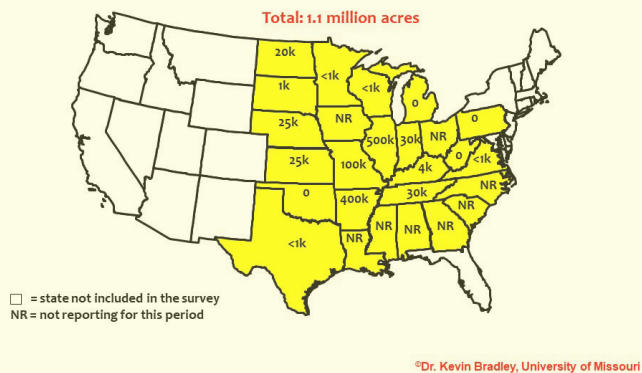 Total: 1.1 million acres
20k
<1k
1k
<1k
0
25k
NR
0
500k
30k
NR
25k
100k
0
<1k
4k
0
400k
30k
NR
NR
<1k
NR
NR
NR
NR
= state not included in the survey
NR = not reporting for this period
©Dr. Kevin Bradley, University of Missouri